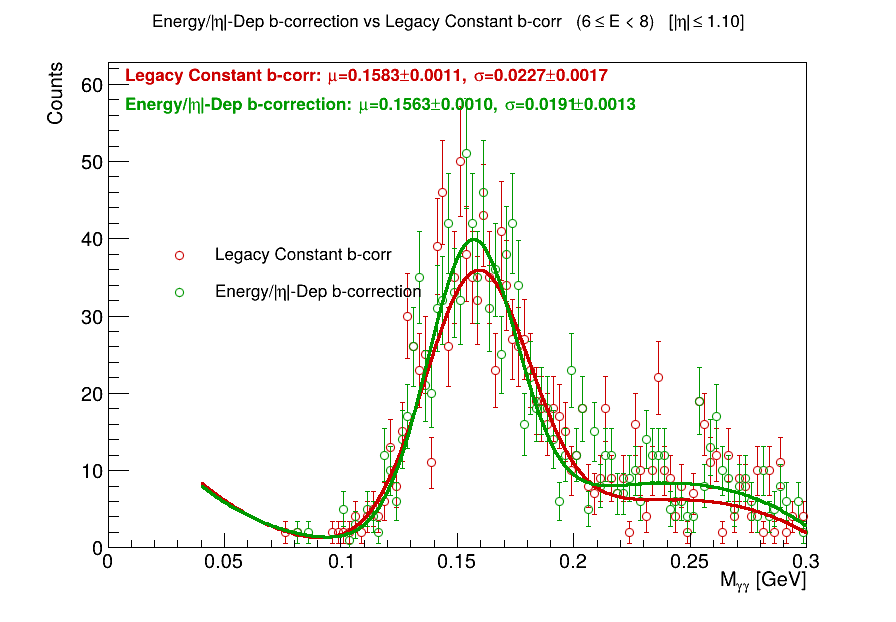 Energy/|η|-Dep b-correction vs Legacy Constant b-corr (6 ≤ E < 8) [|η| ≤ 1.10]
Counts
Legacy Constant b-corr: μ=0.1583±0.0011, σ=0.0227±0.0017
Energy/|η|-Dep b-correction: μ=0.1563±0.0010, σ=0.0191±0.0013
Legacy Constant b-corr
Energy/|η|-Dep b-correction
60
50
40
30
20
10
0
0 0.05 0.1 0.15 0.2 0.25 0.3
Mγγ [GeV]